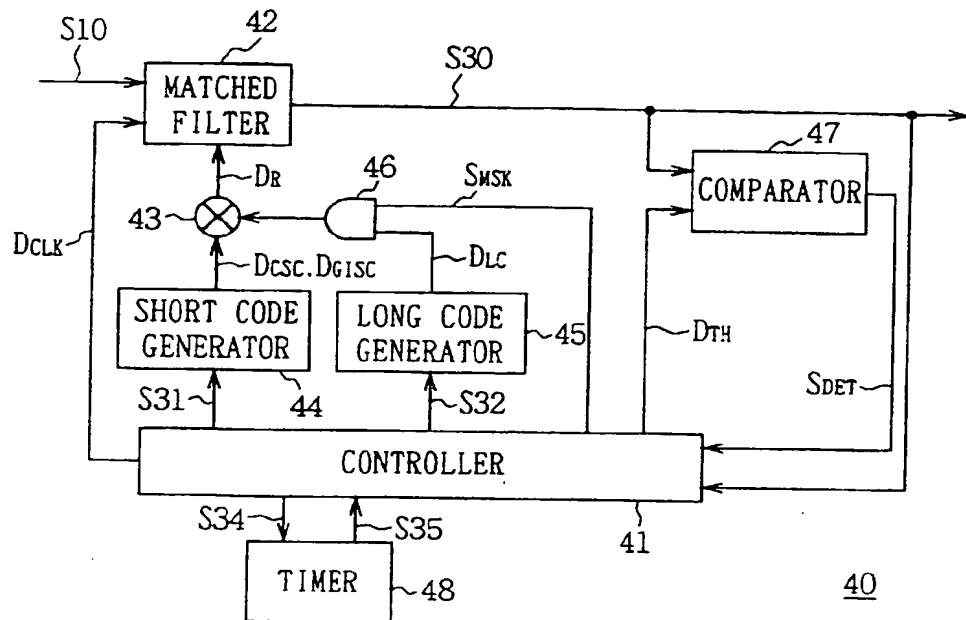 S10
42
S30
MATCHED
FILTER
47
COMPARATOR
DR
46
SMSK
43
DCLK
DCSC.DGISC
DLC
SHORT CODE
GENERATOR
LONG CODE
GENERATOR
45
DTH
SDET
S31
44
S32
CONTROLLER
S34
S35
41
TIMER
48
40